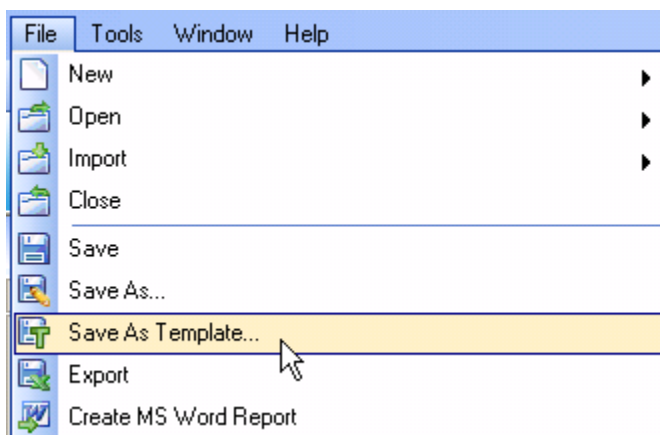 File Tools Window Help
New
Open
Import
Close
Save
Save As...
Save As Template...
Export
Create MS Word Report